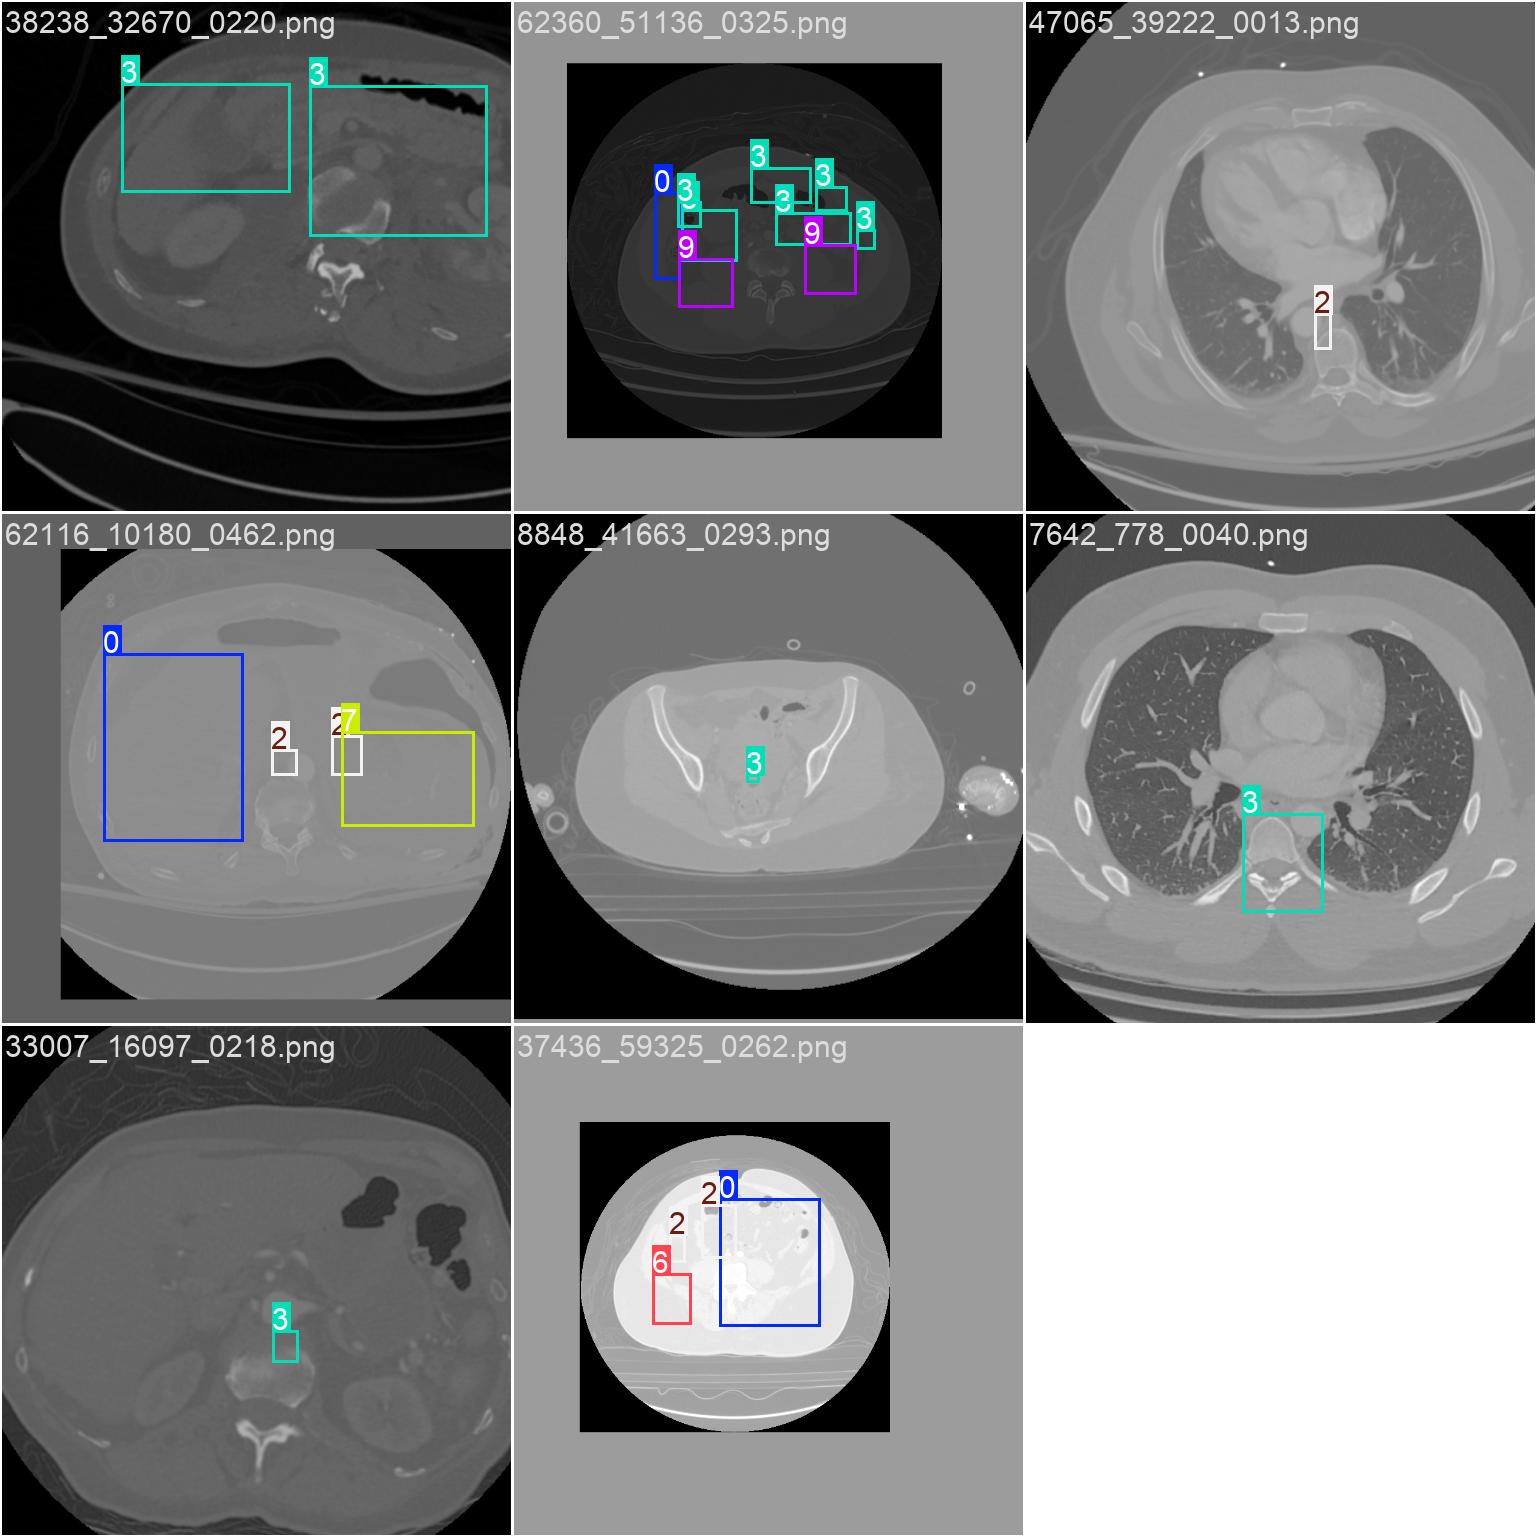 38238_32670_0220.png
3
3
62360_51136_0325.png
3
0
3
3
3
3
9
9
47065_39222_0013.png
2
62116_10180_0462.png
0
2
2
7
8848_41663_0293.png
3
7642_778_0040.png
3
33007_16097_0218.png
3
37436_59325_0262.png
2
0
2
6